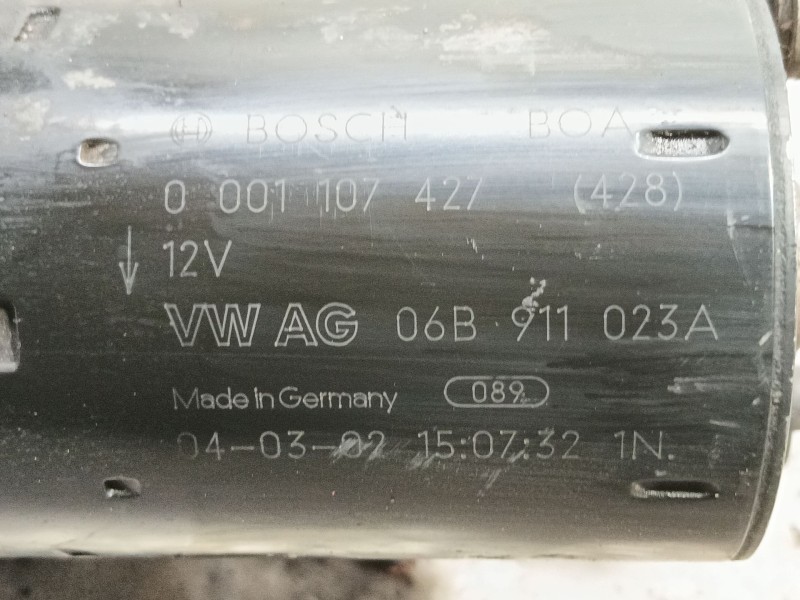 BOSCH BOA
0 001 107 427 (428)
12V
VW AG 06B 911 023A
Made in Germany 089
04-03-02 15:07:32 1N.